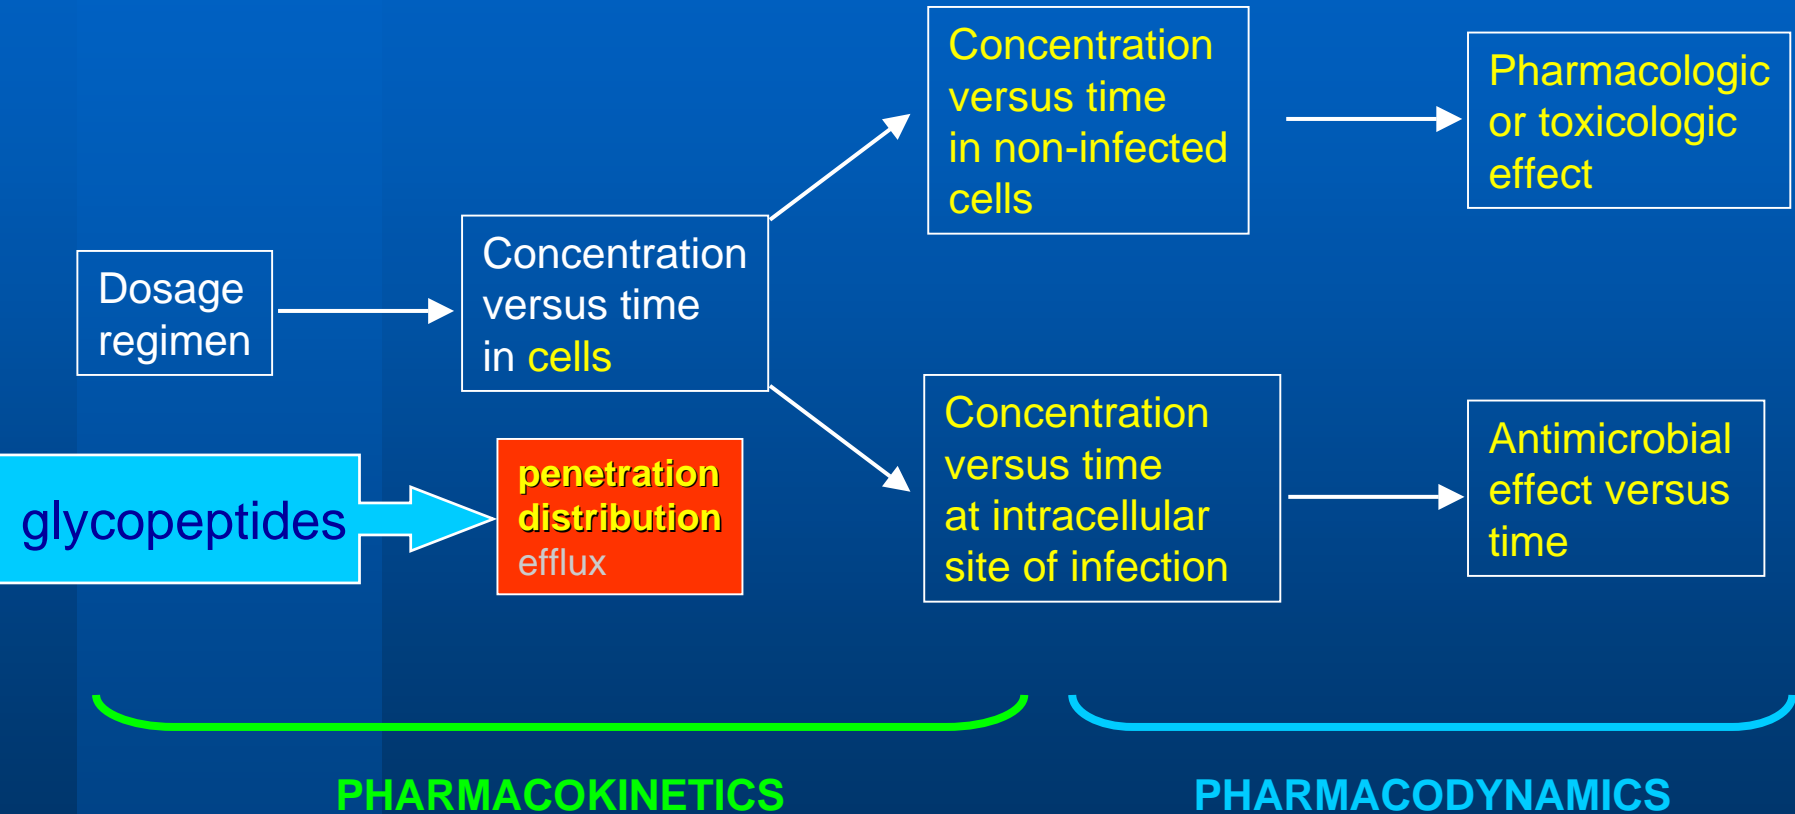 Dosage
regimen
Concentration
versus time
in cells
Concentration
versus time
in non-infected
cells
Pharmacologic
or toxicologic
effect
glycopeptides
penetration
distribution
efflux
Concentration
versus time
at intracellular
site of infection
Antimicrobial
effect versus
time
PHARMACOKINETICS
PHARMACODYNAMICS